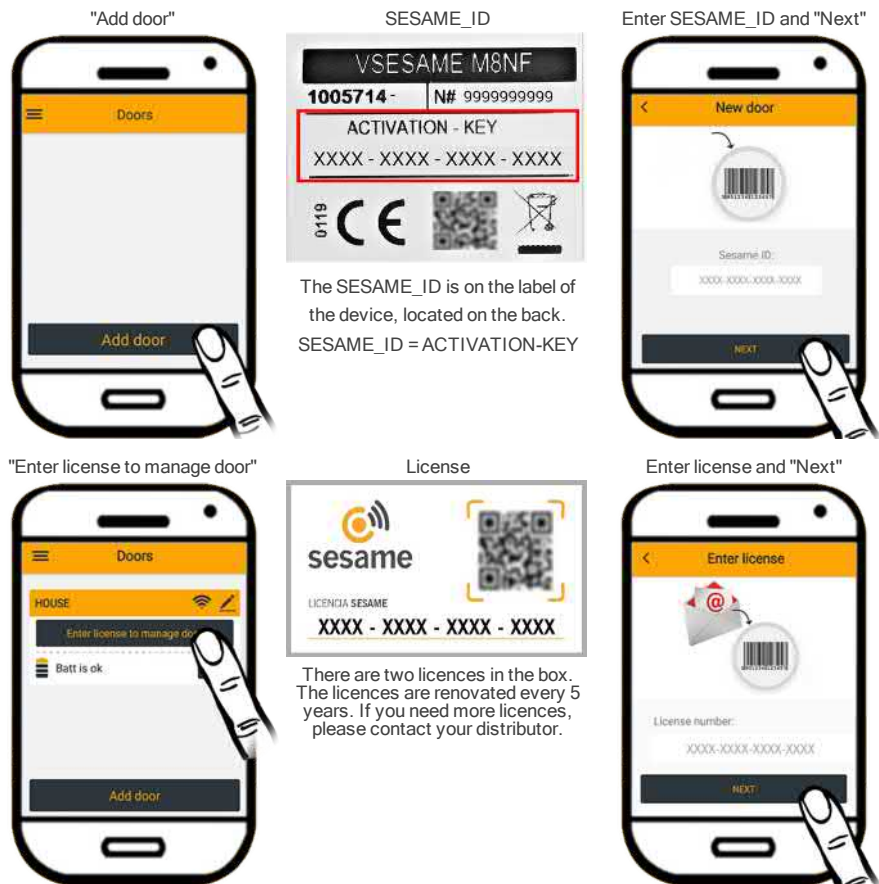 "Add door"
SESAME_ID
Enter SESAME_ID and "Next"
Doors
Add door
VSESAME M8NF
1005714 -
N# 9999999999
ACTIVATION - KEY
XXXX - XXXX - XXXX - XXXX
0119
CE
The SESAME_ID is on the label of
the device, located on the back.
SESAME_ID = ACTIVATION-KEY
New door
Sesame ID:
XXXX-XXXX-XXXX-XXXX
NEXT
"Enter license to manage door"
License
Enter license and "Next"
Doors
HOUSE
Enter license to manage do
Batt is ok
Add door
sesame
LICENCIA SESAME
XXXX - XXXX - XXXX - XXXX
There are two licences in the box.
The licences are renovated every 5
years. If you need more licences,
please contact your distributor.
Enter license
@
License number:
XXXX-XXXX-XXXX-XXXX
NEXT